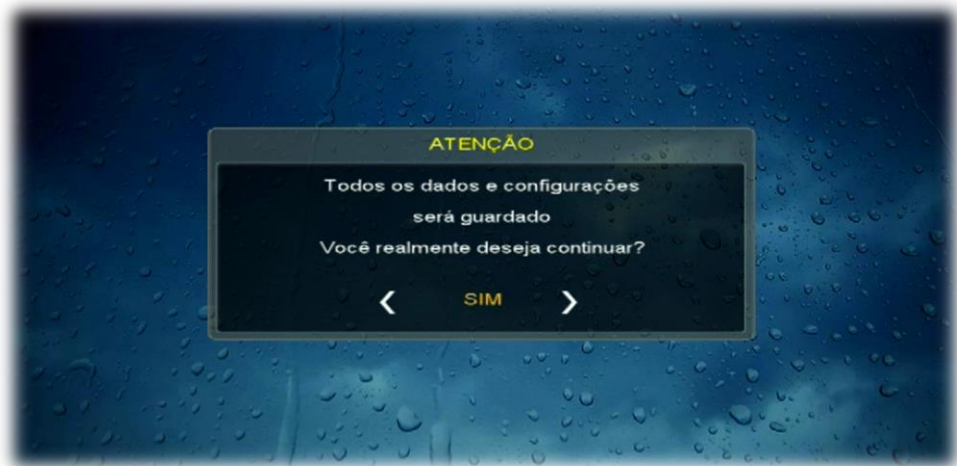 ATENÇÃO
Todos os dados e configurações
será guardado
Você realmente deseja continuar?
SIM